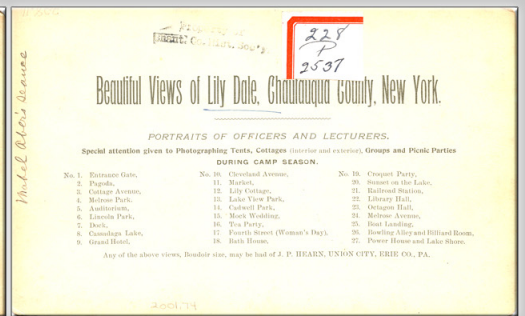 228
P
2537
Beautiful Views of Lily Dale, Chautauqua County, New York.
PORTRAITS OF OFFICERS AND LECTURERS.
Special attention given to Photographing Tents, Cottages (interior and exterior), Groups and Picnic Parties
DURING CAMP SEASON.
No. 1. Entrance Gate,
2. Pagoda,
3. Cottage Avenue,
4. Melrose Park,
5. Auditorium,
6. Lincoln Park,
7. Dock,
8. Cassadaga Lake,
9. Grand Hotel,
No. 10. Cleveland Avenue,
11. Market,
12. Lily Cottage,
13. Lake View Park,
14. Cadwell Park,
15. Mock Wedding,
16. Tea Party,
17. Fourth Street (Woman's Day),
18. Bath House,
No. 19. Croquet Party,
20. Sunset on the Lake,
21. Railroad Station,
22. Library Hall,
23. Octagon Hall,
24. Melrose Avenue,
25. Boat Landing,
26. Bowling Alley and Billiard Room,
27. Power House and Lake Shore.
Any of the above views, Boudoir size, may be had of J. P. HEARN, UNION CITY, ERIE CO., PA.
Mabel Aber's Seance
2001.79